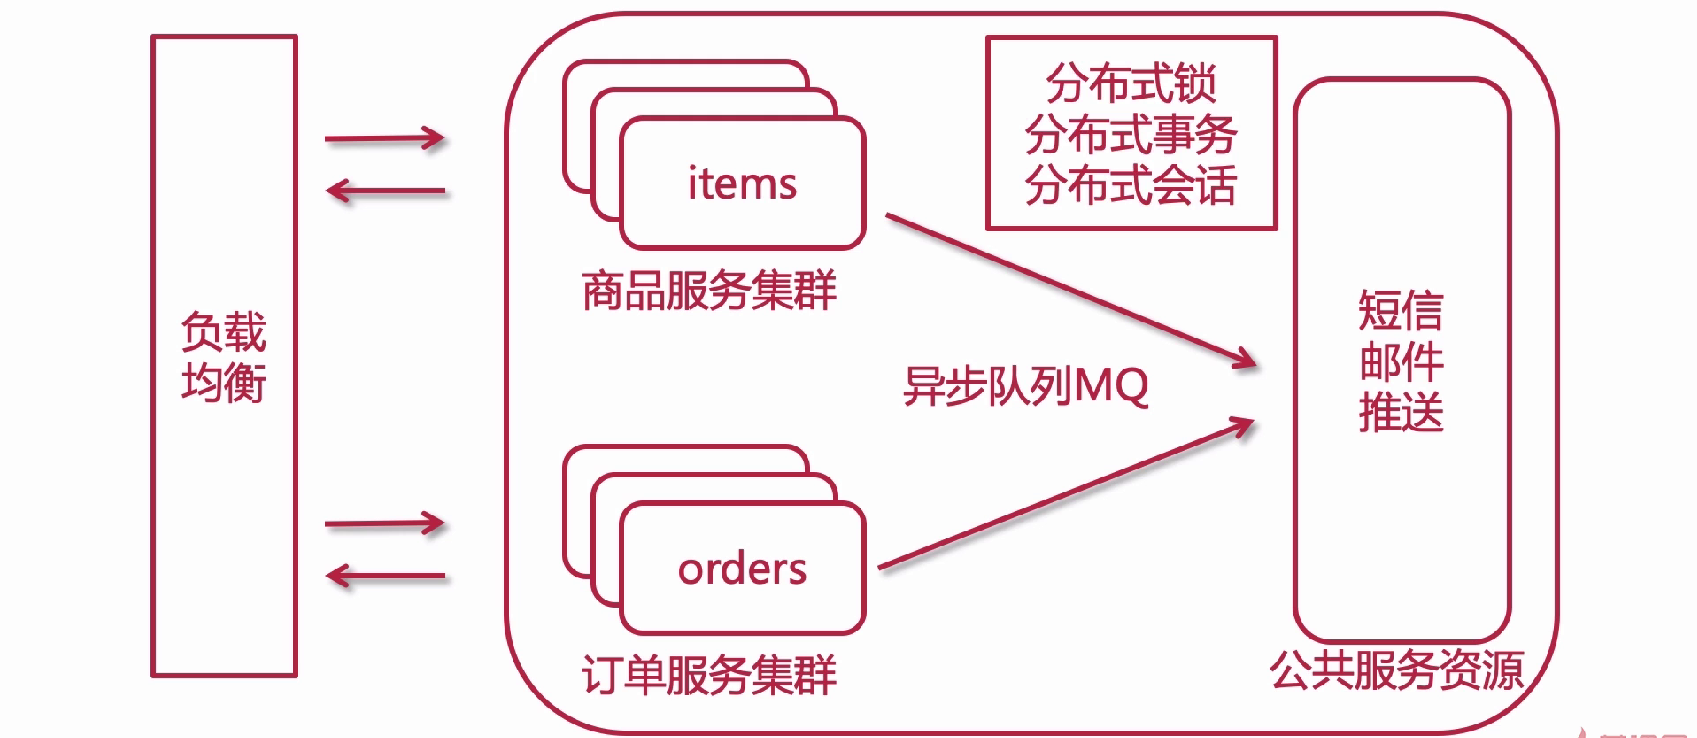 负载
均衡
items
商品服务集群
分布式锁
分布式事务
分布式会话
异步队列MQ
orders
订单服务集群
短信
邮件
推送
公共服务资源